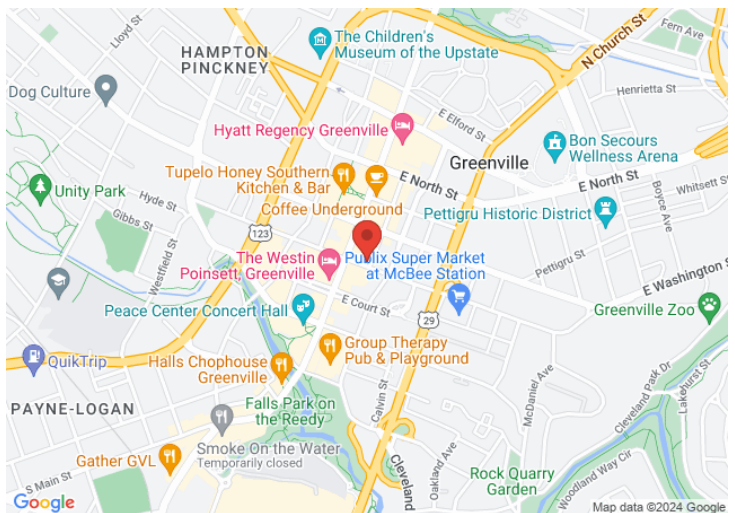 Lloyd St
HAMPTON
PINCKNEY
The Children's
Museum of the Upstate
N Church St
Fern Ave
Dog Culture
Henrietta St
E Elford St
Hyatt Regency Greenville
Bon Secours
Wellness Arena
Greenville
Tupelo Honey Southern
Kitchen & Bar
E North St
E North St
Whitsett St
Boyce Ave
Unity Park
Hyde St
Gibbs St
Coffee Underground
Pettigru Historic District
123
Westfield St
The Westin
Poinsett, Greenville
Publix Super Market
at McBee Station
Pettigru St
E Washington St
Peace Center Concert Hall
E Court St
29
Greenville Zoo
QuikTrip
Halls Chophouse
Greenville
Group Therapy
Pub & Playground
Calvin St
McDaniel Ave
Cleveland Park Dr
Lakehurst St
PAYNE-LOGAN
Falls Park on
the Reedy
Smoke On the Water
Temporarily closed
Gather GVL
S Main St
Cleveland
Oakland Ave
Rock Quarry
Garden
Woodland Way Cir
Google
Map data ©2024 Google